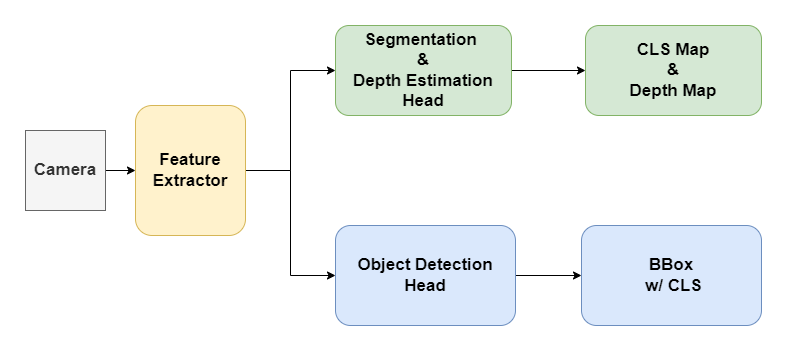 Camera
Feature
Extractor
Segmentation
&
Depth Estimation
Head
CLS Map
&
Depth Map
Object Detection
Head
BBox
w/ CLS